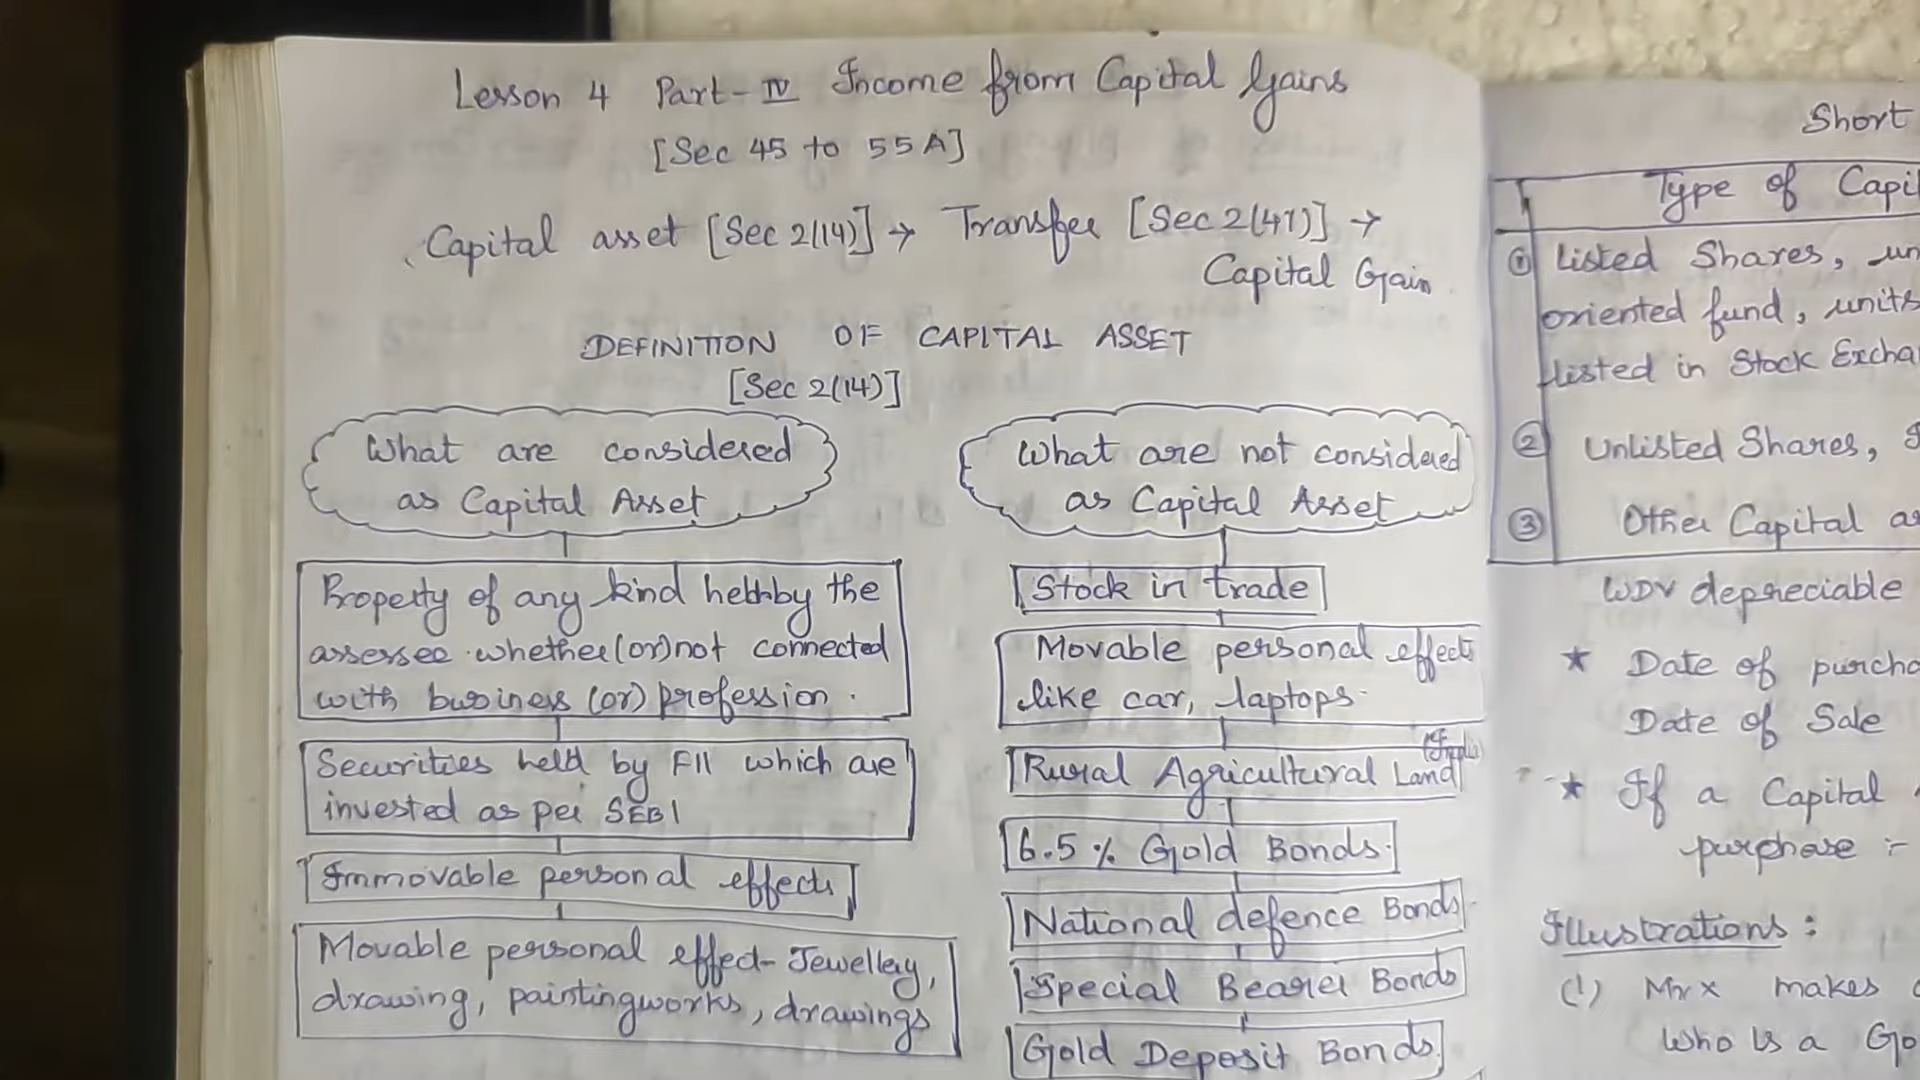 Lesson 4 Part-IV Income from Capital Gains
[Sec 45 to 55A]
Capital asset [Sec 2(14)] → Transfer [Sec 2(47)] →
Capital Gain
DEFINITION OF CAPITAL ASSET
[Sec 2(14)]
What are considered
as Capital Asset
Property of any kind held by the
assessee whether (or) not connected
with business (or) profession.
Securities held by FII which are
invested as per SEBI
Immovable personal effects
Movable personal effect- Jewellery,
drawing, painting works, drawings
What are not considered
as Capital Asset
Stock in trade
Movable personal effects
like car, laptops.
Rural Agricultural Land
6.5% Gold Bonds.
National defence Bonds
Special Bearer Bonds
Gold Deposit Bonds
Short
Type of Capit
① Listed Shares, un
oriented fund, units
listed in Stock Excha
② Unlisted Shares,
③ Other Capital as
WDV depreciable
★ Date of purcha
Date of Sale
★ If a Capital
purchase :-
Illustrations :
(1) Mr X makes
who is a Go